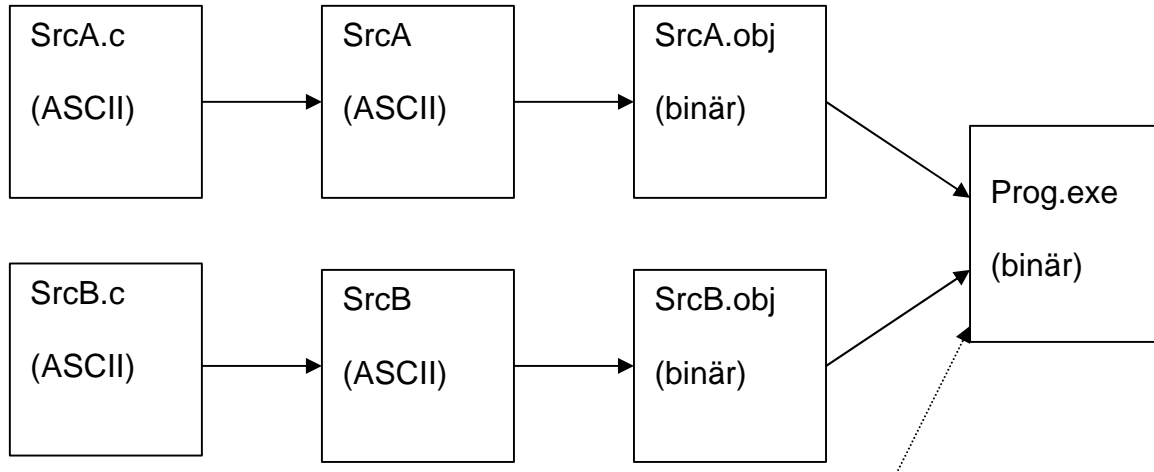 SrcA.c
(ASCII)
SrcA
(ASCII)
SrcA.obj
(binär)
Prog.exe
(binär)
SrcB.c
(ASCII)
SrcB
(ASCII)
SrcB.obj
(binär)